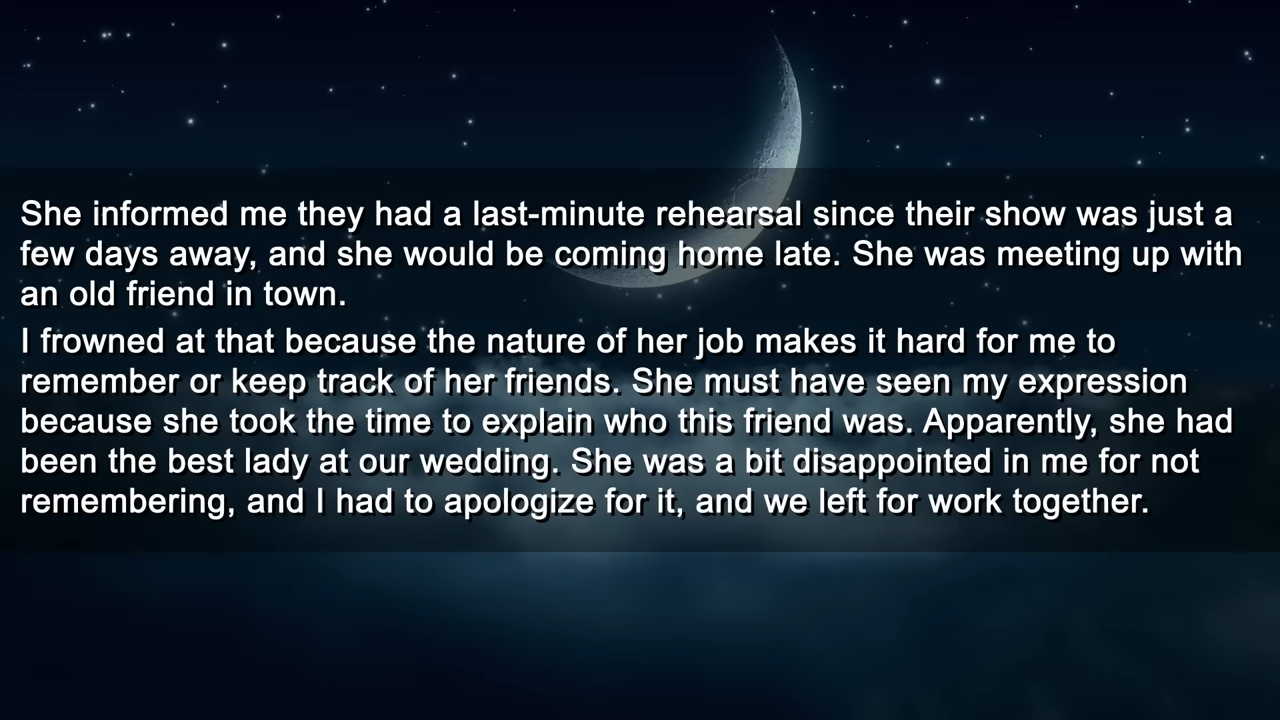 She informed me they had a last-minute rehearsal since their show was just a
few days away, and she would be coming home late. She was meeting up with
an old friend in town.
I frowned at that because the nature of her job makes it hard for me to
remember or keep track of her friends. She must have seen my expression
because she took the time to explain who this friend was. Apparently, she had
been the best lady at our wedding. She was a bit disappointed in me for not
remembering, and I had to apologize for it, and we left for work together.